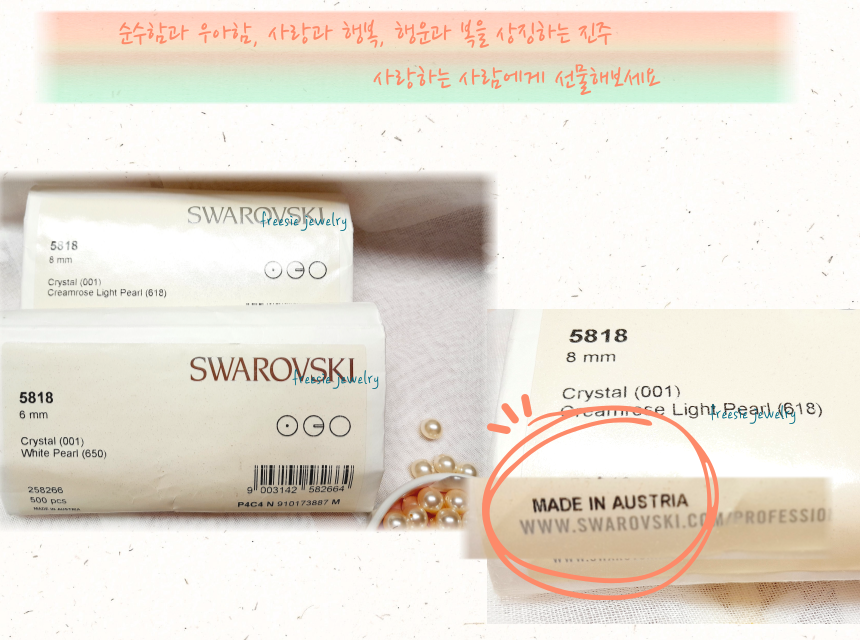 순수함과 우아함, 사랑과 행복, 행운과 복을 상징하는 진주
사랑하는 사람에게 선물해보세요
SWAROVSKI
freesie jewelry
5818
8 mm
Crystal (001)
Creamrose Light Pearl (618)
SWAROVSKI
freesie jewelry
5818
6 mm
Crystal (001)
White Pearl (650)
258266
500 pcs
MADE IN AUSTRIA
9 003142 582664
P4C4 N 910173887 M
5818
8 mm
Crystal (001)
Creamrose Light Pearl (618)
freesie jewelry
MADE IN AUSTRIA
WWW.SWAROVSKI.COM/PROFESSIO